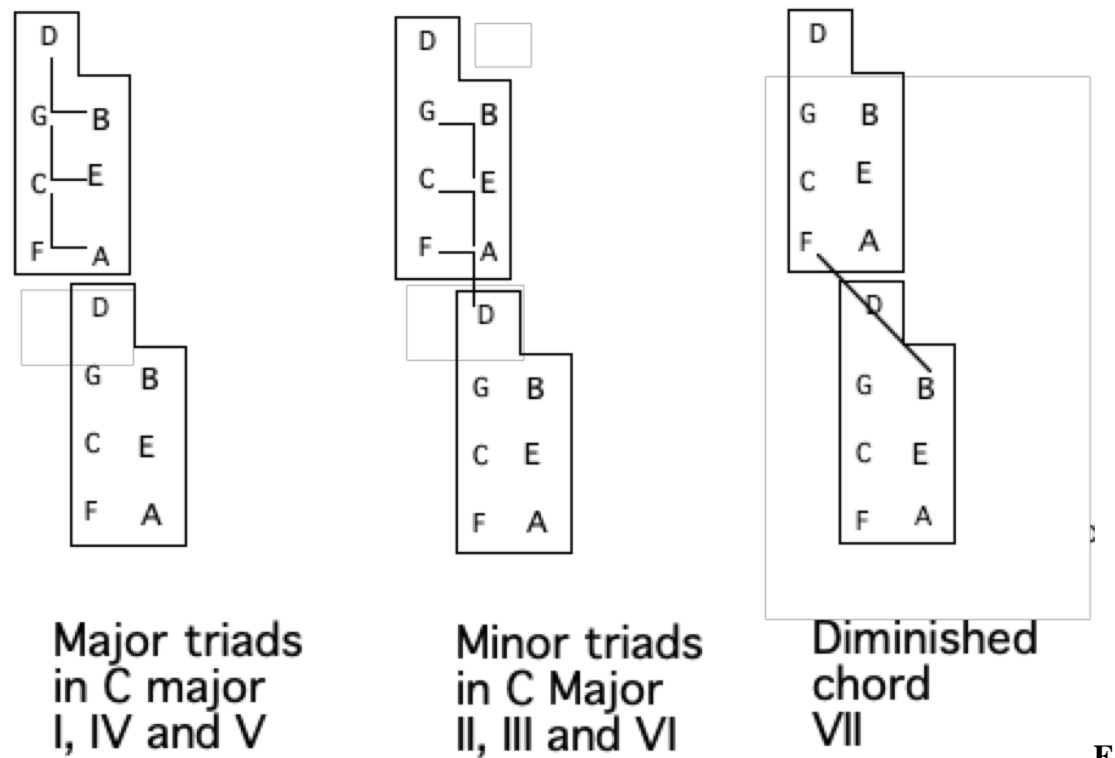 D
G B
C E
F A
D
G B
C E
F A
Major triads
in C major
I, IV and V
D
G B
C E
F A
D
G B
C E
F A
Minor triads
in C Major
II, III and VI
D
G B
C E
F A
D
G B
C E
F A
Diminished
chord
VII